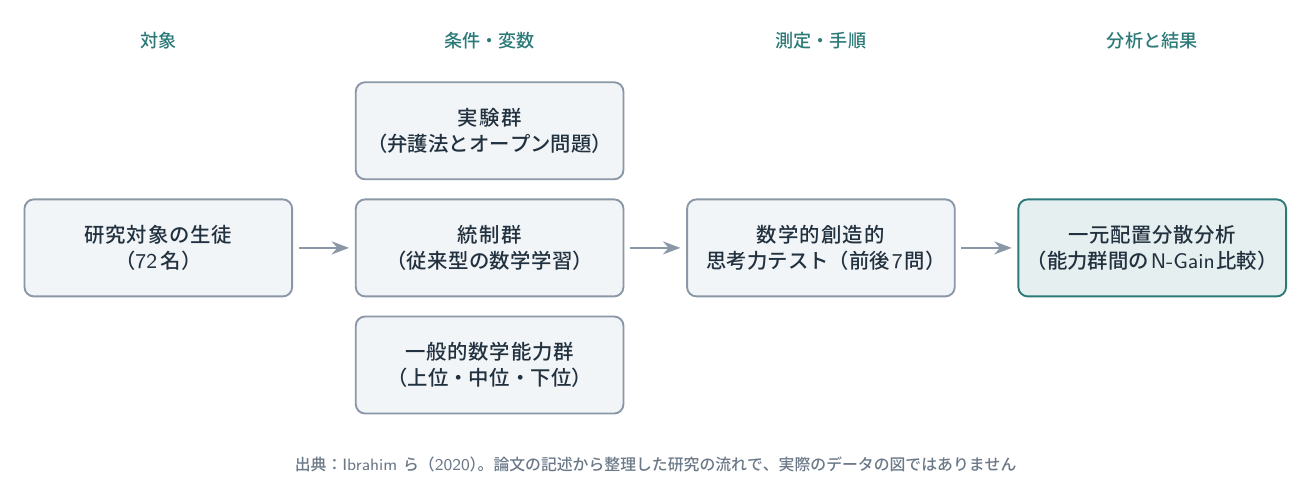 対象
条件・変数
測定・手順
分析と結果
実験群
（弁護法とオープン問題）
研究対象の生徒
（72名）
統制群
（従来型の数学学習）
数学的創造的
思考力テスト（前後7問）
一元配置分散分析
（能力群間のN-Gain比較）
一般的数学能力群
（上位・中位・下位）
出典：Ibrahim ら（2020）。論文の記述から整理した研究の流れで、実際のデータの図ではありません